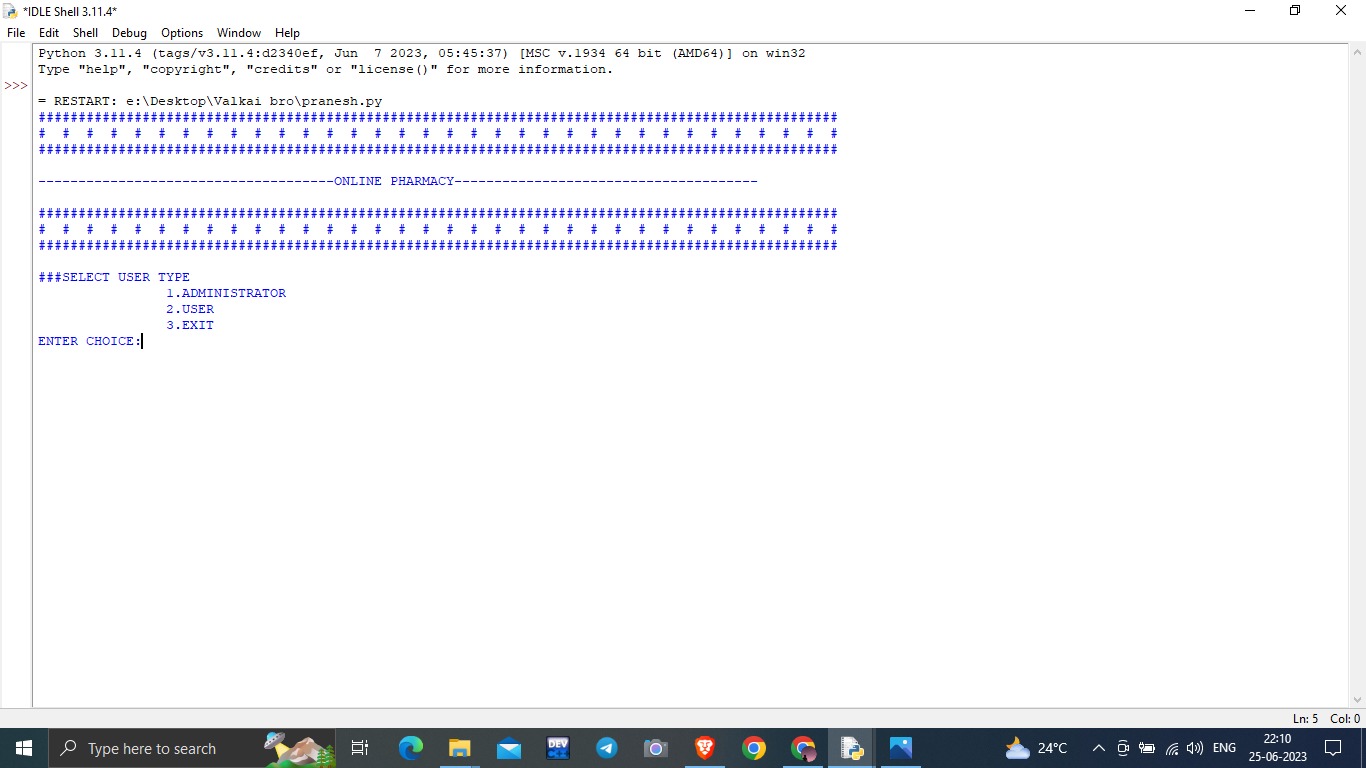 *IDLE Shell 3.11.4*
File Edit Shell Debug Options Window Help
Python 3.11.4 (tags/v3.11.4:d2340ef, Jun  7 2023, 05:45:37) [MSC v.1934 64 bit (AMD64)] on win32
Type "help", "copyright", "credits" or "license()" for more information.
>>>
= RESTART: e:\Desktop\Valkai bro\pranesh.py
####################################################################################################
#  #  #  #  #  #  #  #  #  #  #  #  #  #  #  #  #  #  #  #  #  #  #  #  #  #  #  #  #  #  #  #  #  #
####################################################################################################
-------------------------------------ONLINE PHARMACY--------------------------------------
####################################################################################################
#  #  #  #  #  #  #  #  #  #  #  #  #  #  #  #  #  #  #  #  #  #  #  #  #  #  #  #  #  #  #  #  #  #
####################################################################################################
###SELECT USER TYPE
1.ADMINISTRATOR
2.USER
3.EXIT
ENTER CHOICE:
Ln: 5 Col: 0
Type here to search
DEV
24°C
ENG
22:10
25-06-2023